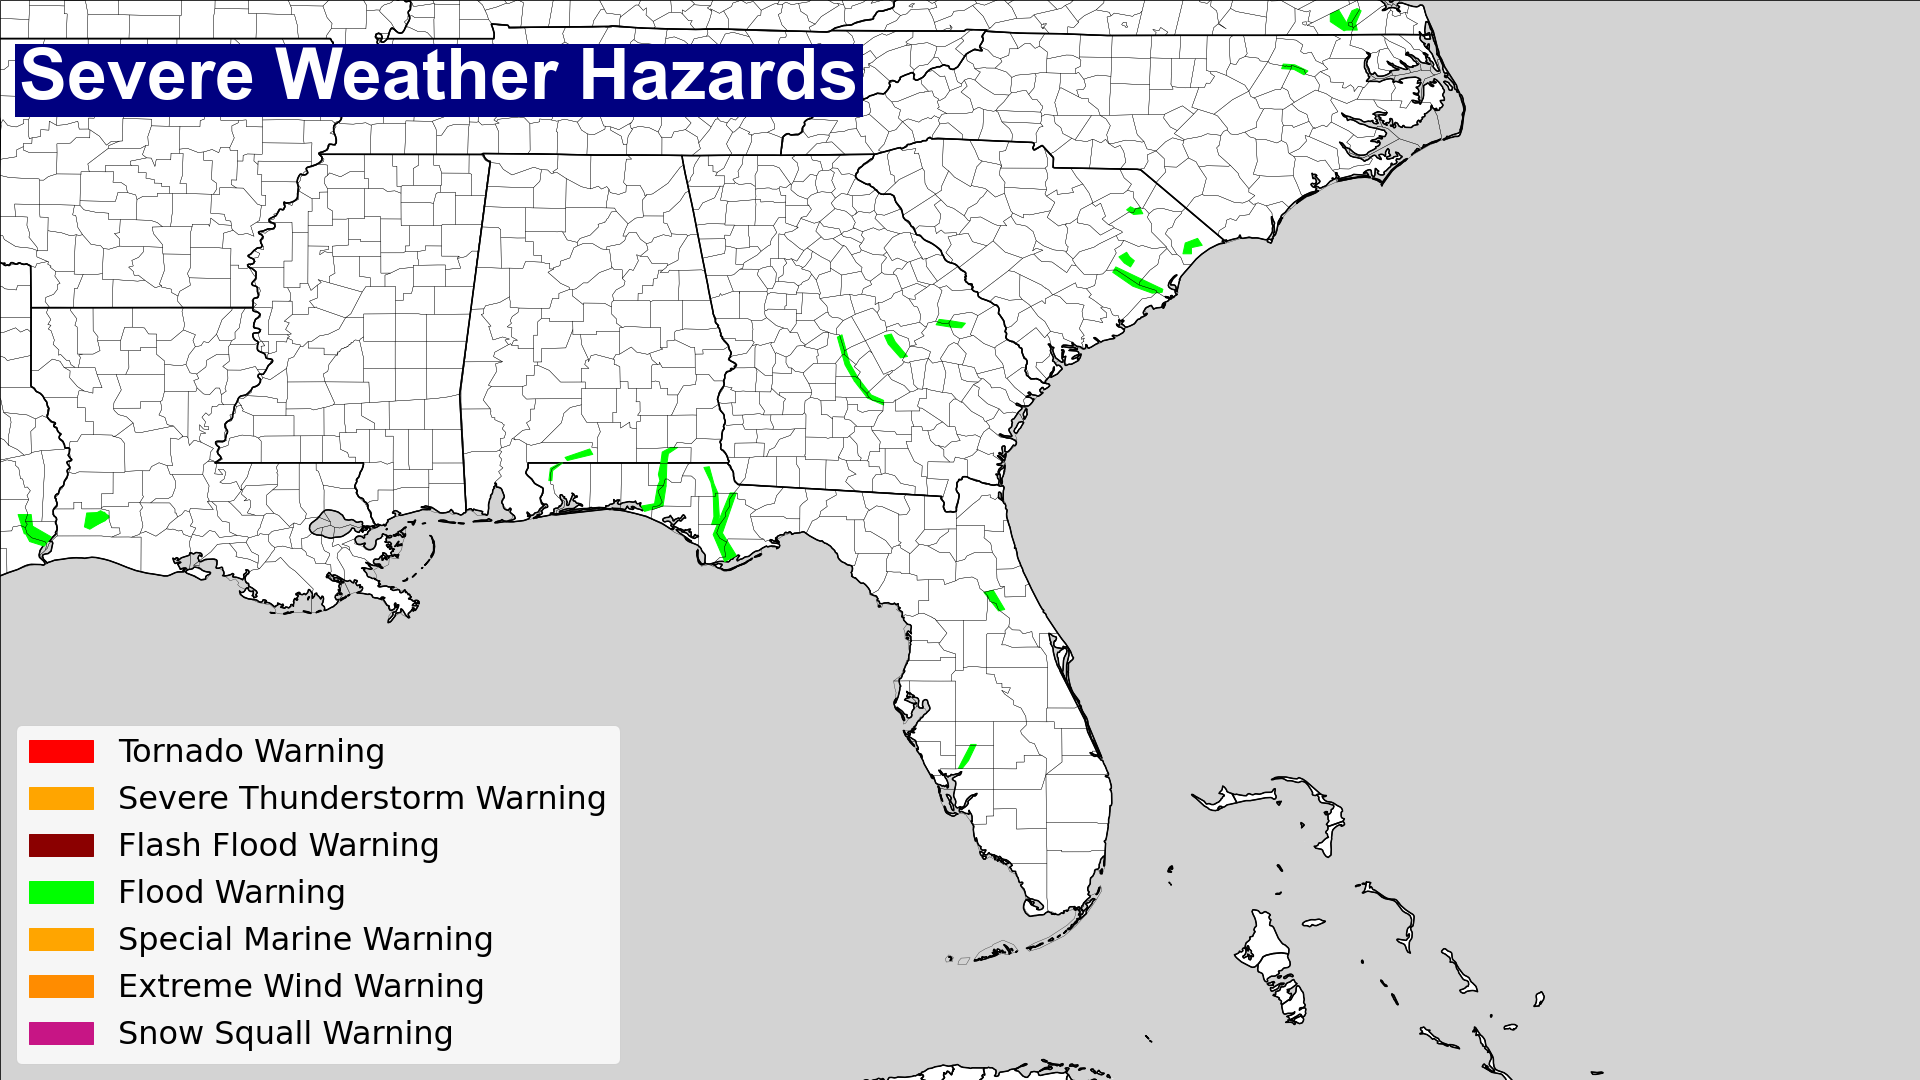 Severe Weather Hazards
Tornado Warning
Severe Thunderstorm Warning
Flash Flood Warning
Flood Warning
Special Marine Warning
Extreme Wind Warning
Snow Squall Warning